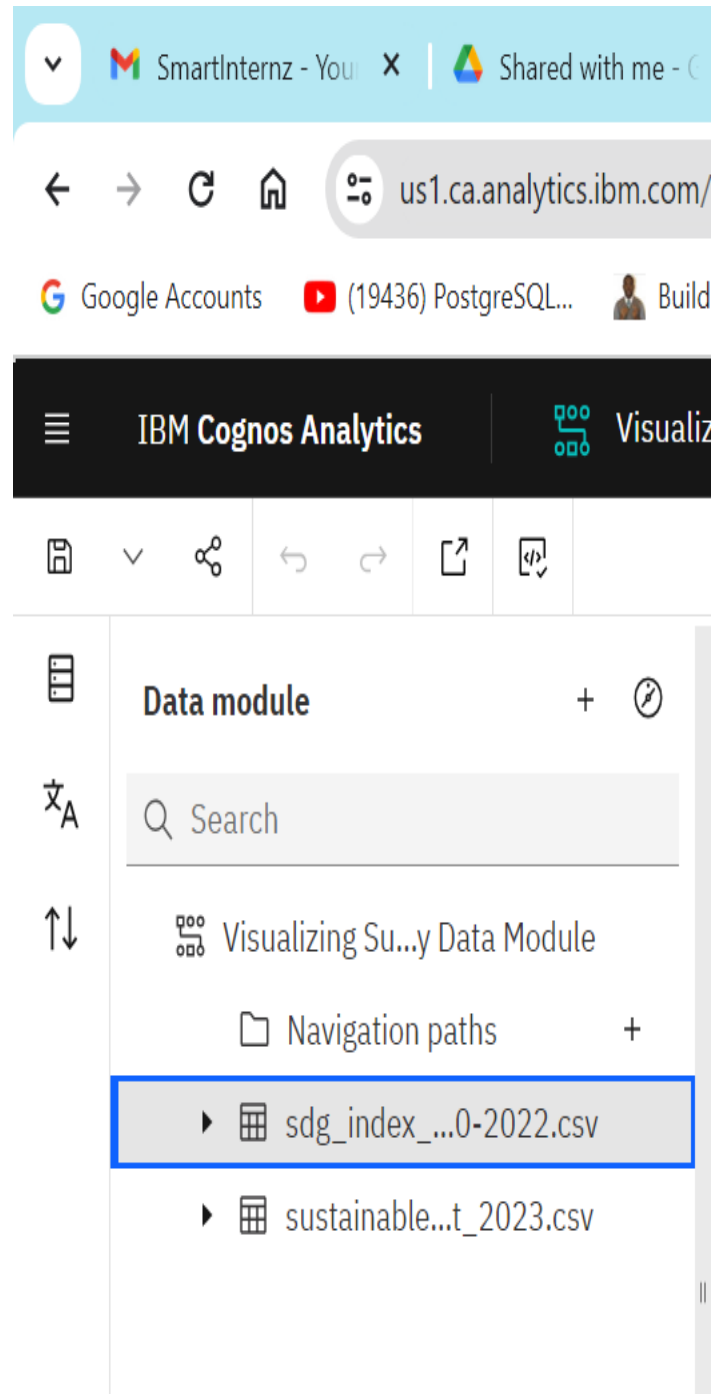 SmartInternz - You
Shared with me - G
us1.ca.analytics.ibm.com/
Google Accounts (19436) PostgreSQL... Build
IBM Cognos Analytics Visualiz
Data module
Search
Visualizing Su...y Data Module
Navigation paths
sdg_index_...0-2022.csv
sustainable...t_2023.csv